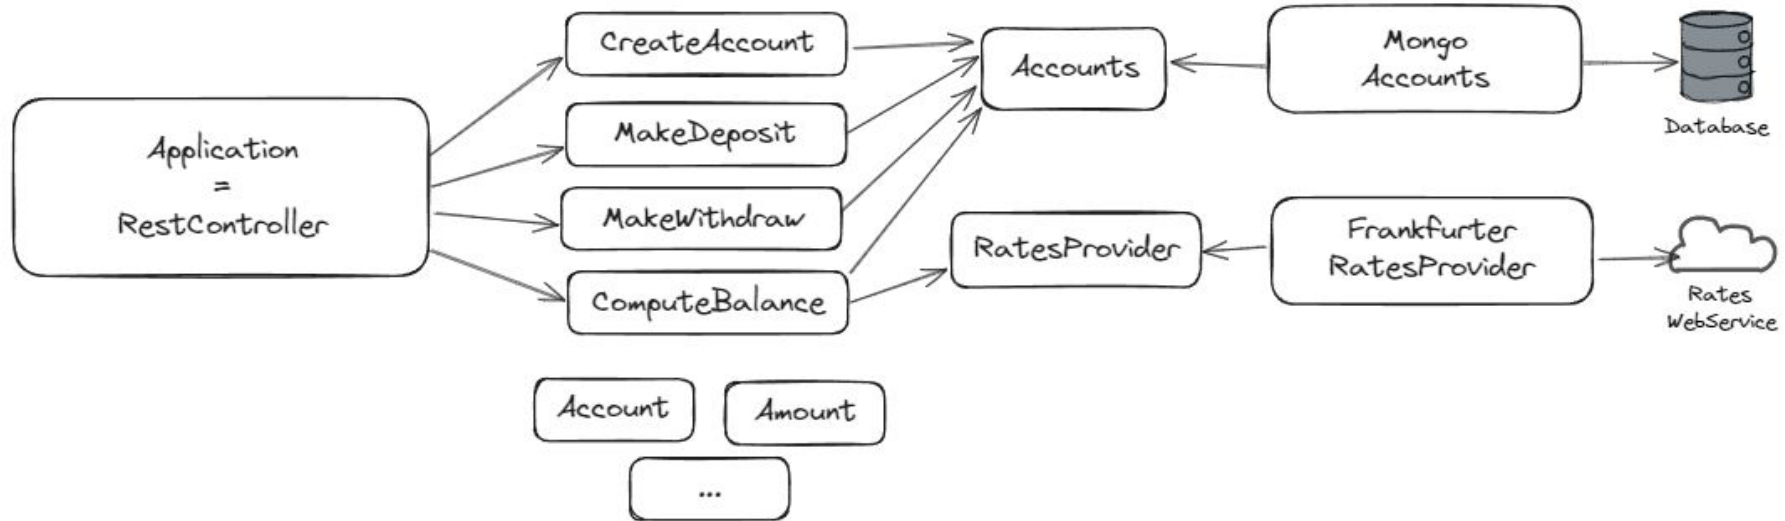 Application
=
RestController
CreateAccount
MakeDeposit
MakeWithdraw
ComputeBalance
Accounts
RatesProvider
Mongo
Accounts
Frankfurter
RatesProvider
Database
Rates
WebService
Account
Amount
...